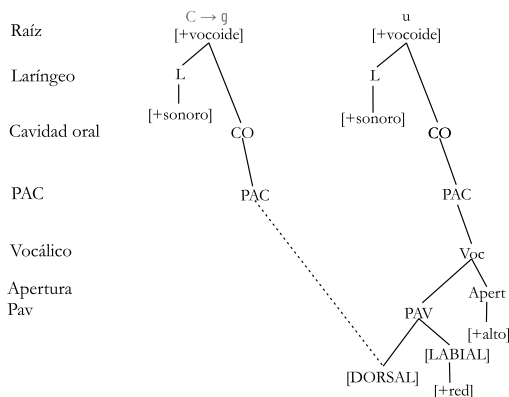 C → g u
Raíz [+vocoide] [+vocoide]
Laríngeo L L
[+sonoro] [+sonoro]
Cavidad oral CO CO
PAC PAC PAC
Vocálico Voc
Apertura Apert
Pav PAV
[+alto]
[LABIAL]
[DORSAL]
[+red]